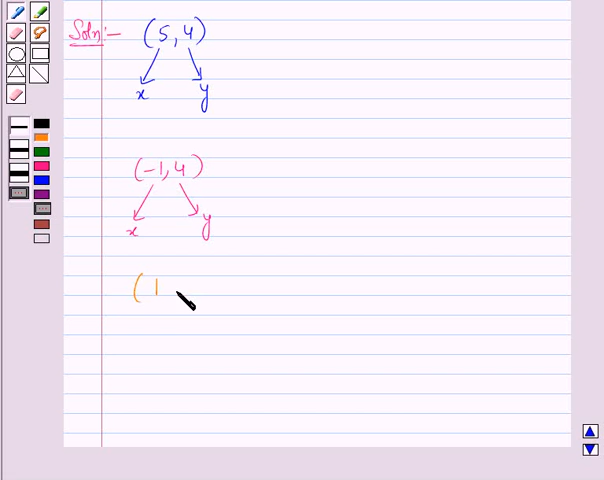 Soln:-
(5, 4)
x y
(-1, 4)
x y
( 1